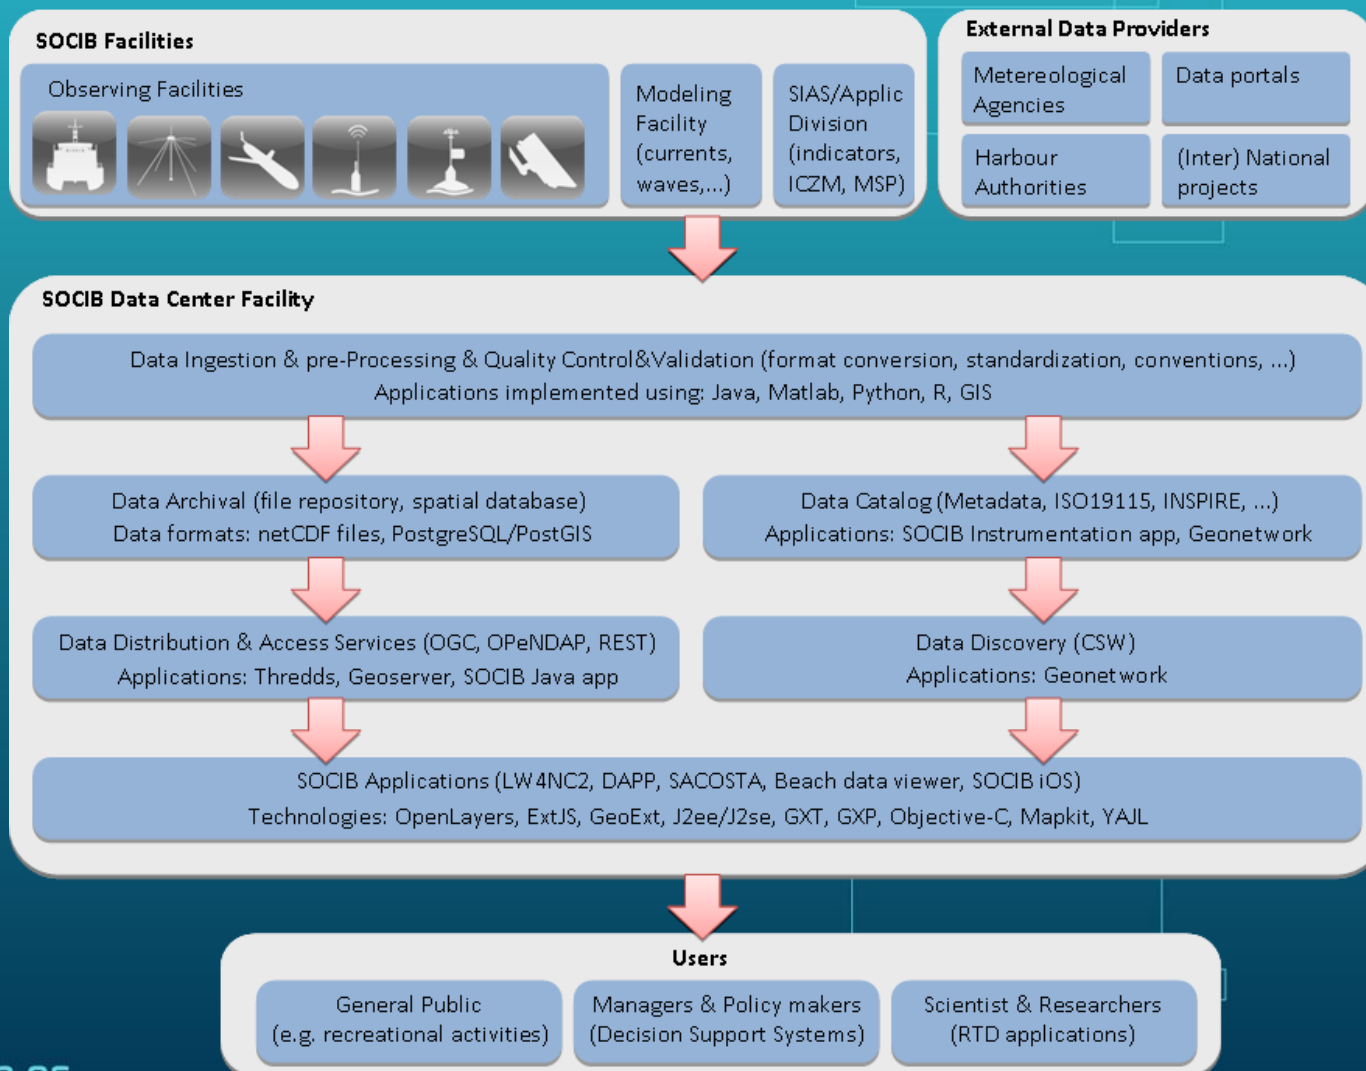 SOCIB Facilities
Observing Facilities
Modeling
Facility
(currents,
waves,...)
SIAS/Applic
Division
(indicators,
ICZM, MSP)
External Data Providers
Metereological
Agencies
Data portals
Harbour
Authorities
(Inter) National
projects
SOCIB Data Center Facility
Data Ingestion & pre-Processing & Quality Control&Validation (format conversion, standardization, conventions, ...)
Applications implemented using: Java, Matlab, Python, R, GIS
Data Archival (file repository, spatial database)
Data formats: netCDF files, PostgreSQL/PostGIS
Data Catalog (Metadata, ISO19115, INSPIRE, ...)
Applications: SOCIB Instrumentation app, Geonetwork
Data Distribution & Access Services (OGC, OPeNDAP, REST)
Applications: Thredds, Geoserver, SOCIB Java app
Data Discovery (CSW)
Applications: Geonetwork
SOCIB Applications (LW4NC2, DAPP, SACOSTA, Beach data viewer, SOCIB iOS)
Technologies: OpenLayers, ExtJS, GeoExt, J2ee/J2se, GXT, GXP, Objective-C, Mapkit, YAJL
Users
General Public
(e.g. recreational activities)
Managers & Policy makers
(Decision Support Systems)
Scientist & Researchers
(RTD applications)